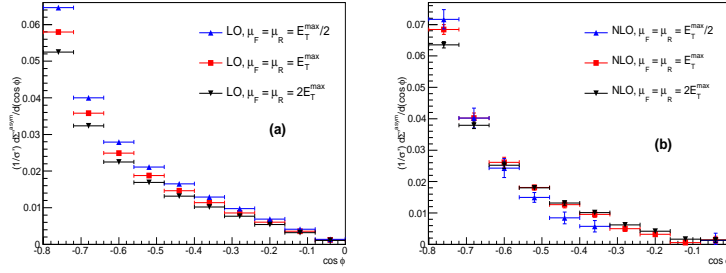 (1/σ') dΣ^asym/d(cos φ)
0.06
0.05
0.04
0.03
0.02
0.01
0
LO, μ_F = μ_R = E_T^max/2
LO, μ_F = μ_R = E_T^max
LO, μ_F = μ_R = 2E_T^max
(a)
-0.8 -0.7 -0.6 -0.5 -0.4 -0.3 -0.2 -0.1 0
cos φ
(1/σ') dΣ^asym/d(cos φ)
0.07
0.06
0.05
0.04
0.03
0.02
0.01
0
NLO, μ_F = μ_R = E_T^max/2
NLO, μ_F = μ_R = E_T^max
NLO, μ_F = μ_R = 2E_T^max
(b)
-0.8 -0.7 -0.6 -0.5 -0.4 -0.3 -0.2 -0.1 0
cos φ